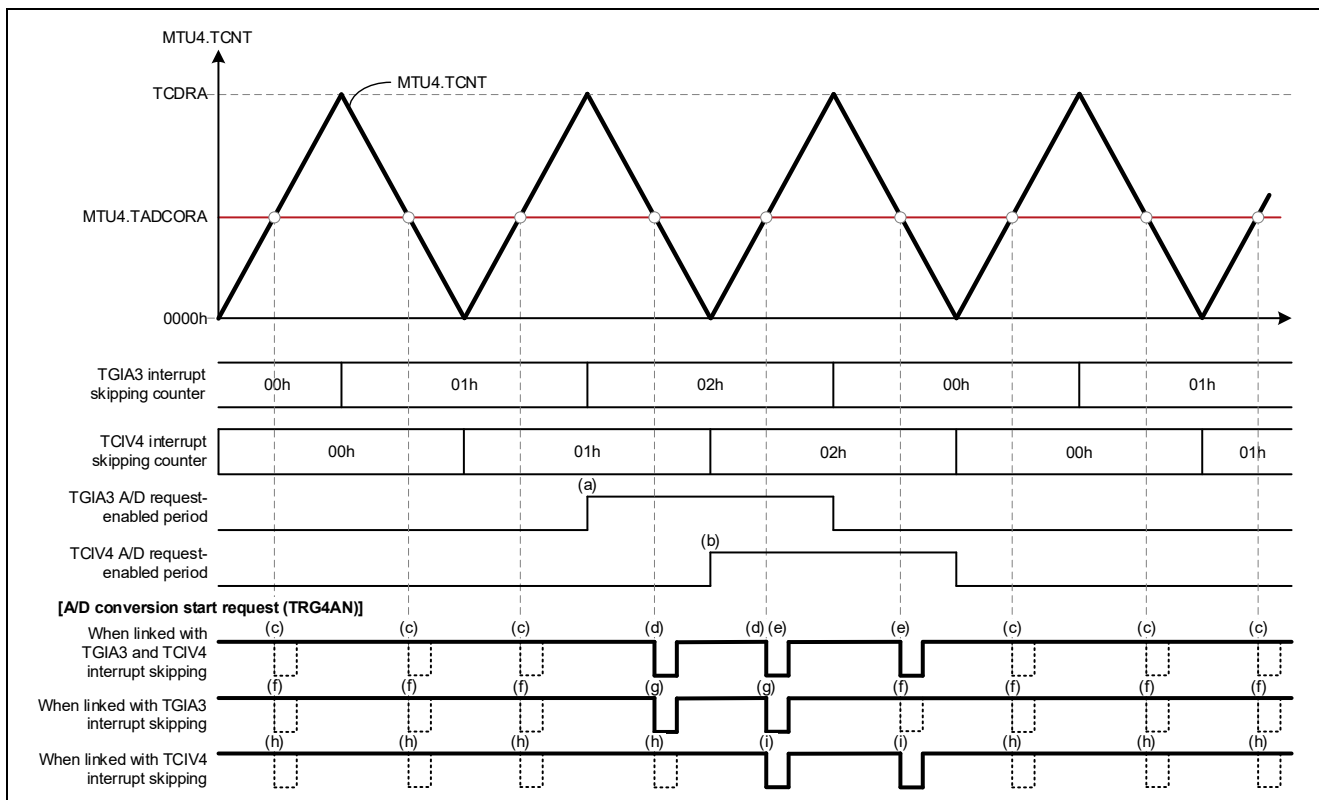 MTU4.TCNT
MTU4.TCNT
TCDRA
MTU4.TADCORA
0000h
TGIA3 interrupt
skipping counter
00h 01h 02h 00h 01h
TCIV4 interrupt
skipping counter
00h 01h 02h 00h 01h
TGIA3 A/D request-
enabled period
(a)
TCIV4 A/D request-
enabled period
(b)
[A/D conversion start request (TRG4AN)]
When linked with
TGIA3 and TCIV4
interrupt skipping
(c) (c) (c) (d) (d) (e) (e) (c) (c) (c)
When linked with TGIA3
interrupt skipping
(f) (f) (f) (g) (g) (f) (f) (f) (f)
When linked with TCIV4
interrupt skipping
(h) (h) (h) (h) (i) (i) (h) (h) (h)